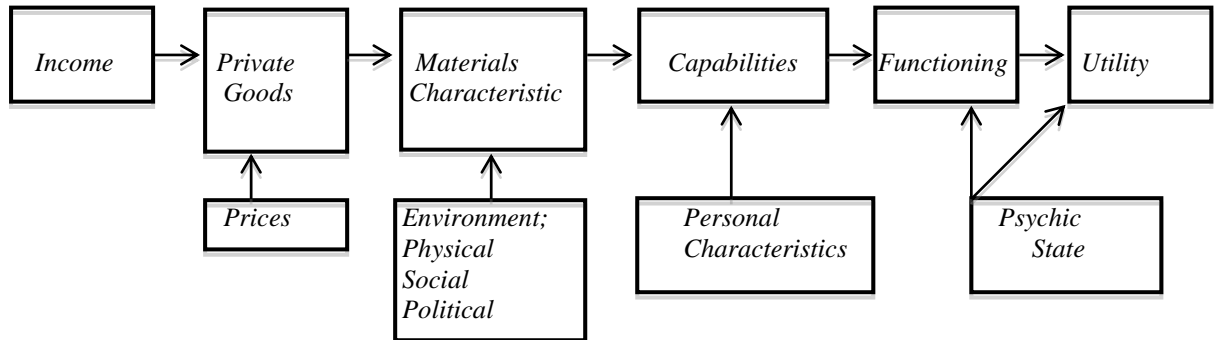 Income
Private
Goods
Materials
Characteristic
Capabilities
Functioning
Utility
Prices
Environment;
Physical
Social
Political
Personal
Characteristics
Psychic
State